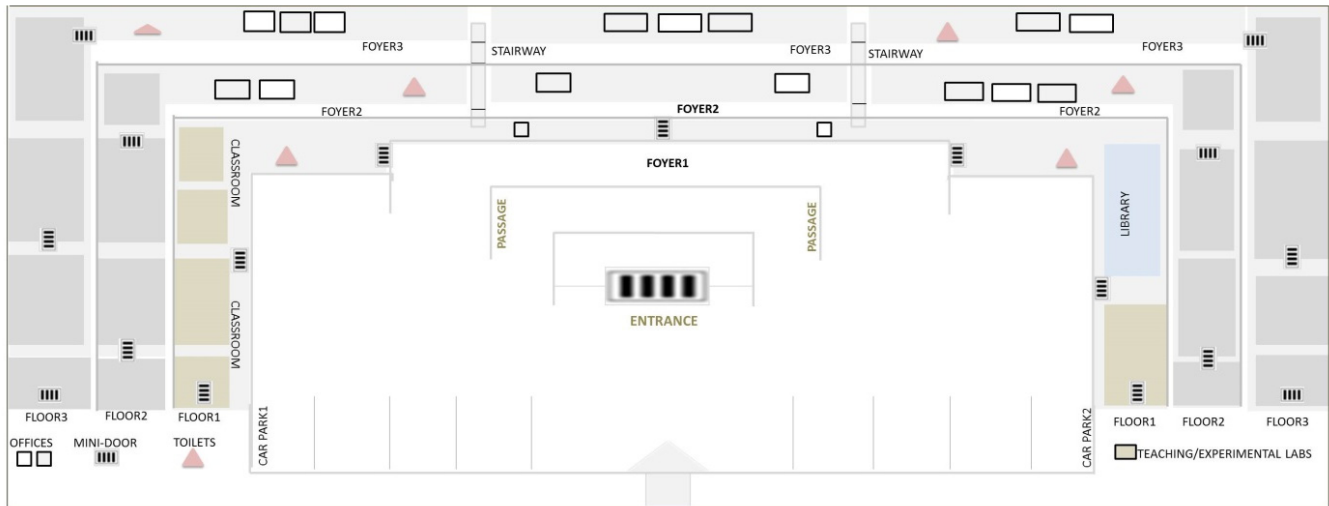 FOYER3
STAIRWAY
FOYER3
STAIRWAY
FOYER3
FOYER2
FOYER2
FOYER2
CLASSROOM
FOYER1
LIBRARY
PASSAGE
PASSAGE
CLASSROOM
ENTRANCE
CAR PARK1
CAR PARK2
FLOOR3
FLOOR2
FLOOR1
FLOOR1
FLOOR2
FLOOR3
OFFICES
MINI-DOOR
TOILETS
TEACHING/EXPERIMENTAL LABS